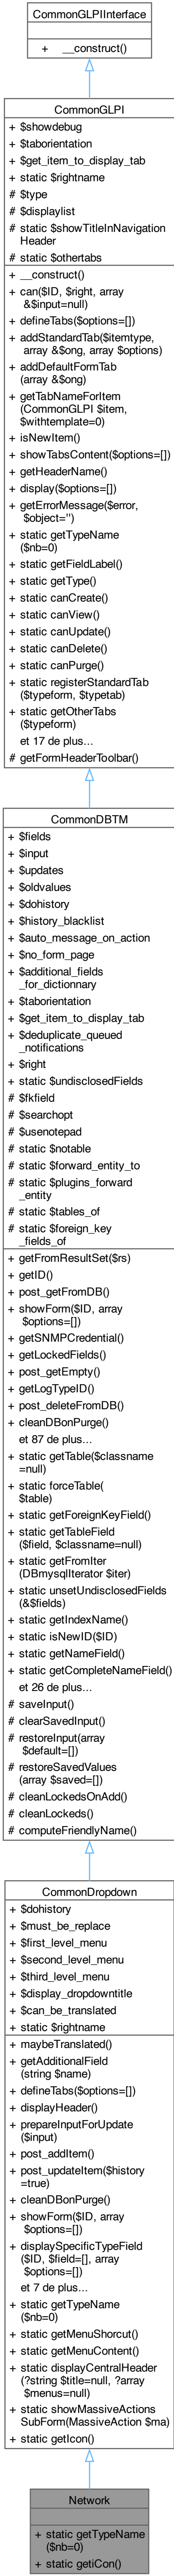 CommonGLPIInterface
+ __construct()
CommonGLPI
+ $showdebug
+ $taborientation
+ $get_item_to_display_tab
+ static $rightname
# $type
# $displaylist
# static $showTitleInNavigation
Header
# static $othertabs
+ __construct()
+ can($ID, $right, array
&$input=null)
+ defineTabs($options=[])
+ addStandardTab($itemtype,
array &$ong, array $options)
+ addDefaultFormTab
(array &$ong)
+ getTabNameForItem
(CommonGLPI $item,
$withtemplate=0)
+ isNewItem()
+ showTabsContent($options=[])
+ getHeaderName()
+ display($options=[])
+ getErrorMessage($error,
$object='')
+ static getTypeName
($nb=0)
+ static getFieldLabel()
+ static getType()
+ static canCreate()
+ static canView()
+ static canUpdate()
+ static canDelete()
+ static canPurge()
+ static registerStandardTab
($typeform, $typetab)
+ static getOtherTabs
($typeform)
et 17 de plus...
# getFormHeaderToolbar()
CommonDBTM
+ $fields
+ $input
+ $updates
+ $oldvalues
+ $dohistory
+ $history_blacklist
+ $auto_message_on_action
+ $no_form_page
+ $additional_fields
_for_dictionnary
+ $taborientation
+ $get_item_to_display_tab
+ $deduplicate_queued
_notifications
+ $right
+ static $undisclosedFields
# $fkfield
# $searchopt
# $usenotepad
# static $notable
# static $forward_entity_to
# static $plugins_forward
_entity
# static $tables_of
# static $foreign_key
_fields_of
+ getFromResultSet($rs)
+ getID()
+ post_getFromDB()
+ showForm($ID, array
$options=[])
+ getSNMPCredential()
+ getLockedFields()
+ post_getEmpty()
+ getLogTypeID()
+ post_deleteFromDB()
+ cleanDBonPurge()
et 87 de plus...
+ static getTable($classname
=null)
+ static forceTable(
$table)
+ static getForeignKeyField()
+ static getTableField
($field, $classname=null)
+ static getFromIter
(DBmysqlIterator $iter)
+ static unsetUndisclosedFields
(&$fields)
+ static getIndexName()
+ static isNewID($ID)
+ static getNameField()
+ static getCompleteNameField()
et 26 de plus...
# saveInput()
# clearSavedInput()
# restoreInput(array
$default=[])
# restoreSavedValues
(array $saved=[])
# cleanLockedsOnAdd()
# cleanLockeds()
# computeFriendlyName()
CommonDropdown
+ $dohistory
+ $must_be_replace
+ $first_level_menu
+ $second_level_menu
+ $third_level_menu
+ $display_dropdowntitle
+ $can_be_translated
+ static $rightname
+ maybeTranslated()
+ getAdditionalField
(string $name)
+ defineTabs($options=[])
+ displayHeader()
+ prepareInputForUpdate
($input)
+ post_addItem()
+ post_updateItem($history
=true)
+ cleanDBonPurge()
+ showForm($ID, array
$options=[])
+ displaySpecificTypeField
($ID, $field=[], array
$options=[])
et 7 de plus...
+ static getTypeName
($nb=0)
+ static getMenuShorcut()
+ static getMenuContent()
+ static displayCentralHeader
(?string $title=null, ?array
$menus=null)
+ static showMassiveActions
SubForm(MassiveAction $ma)
+ static getIcon()
Network
+ static getTypeName
($nb=0)
+ static getiCon()